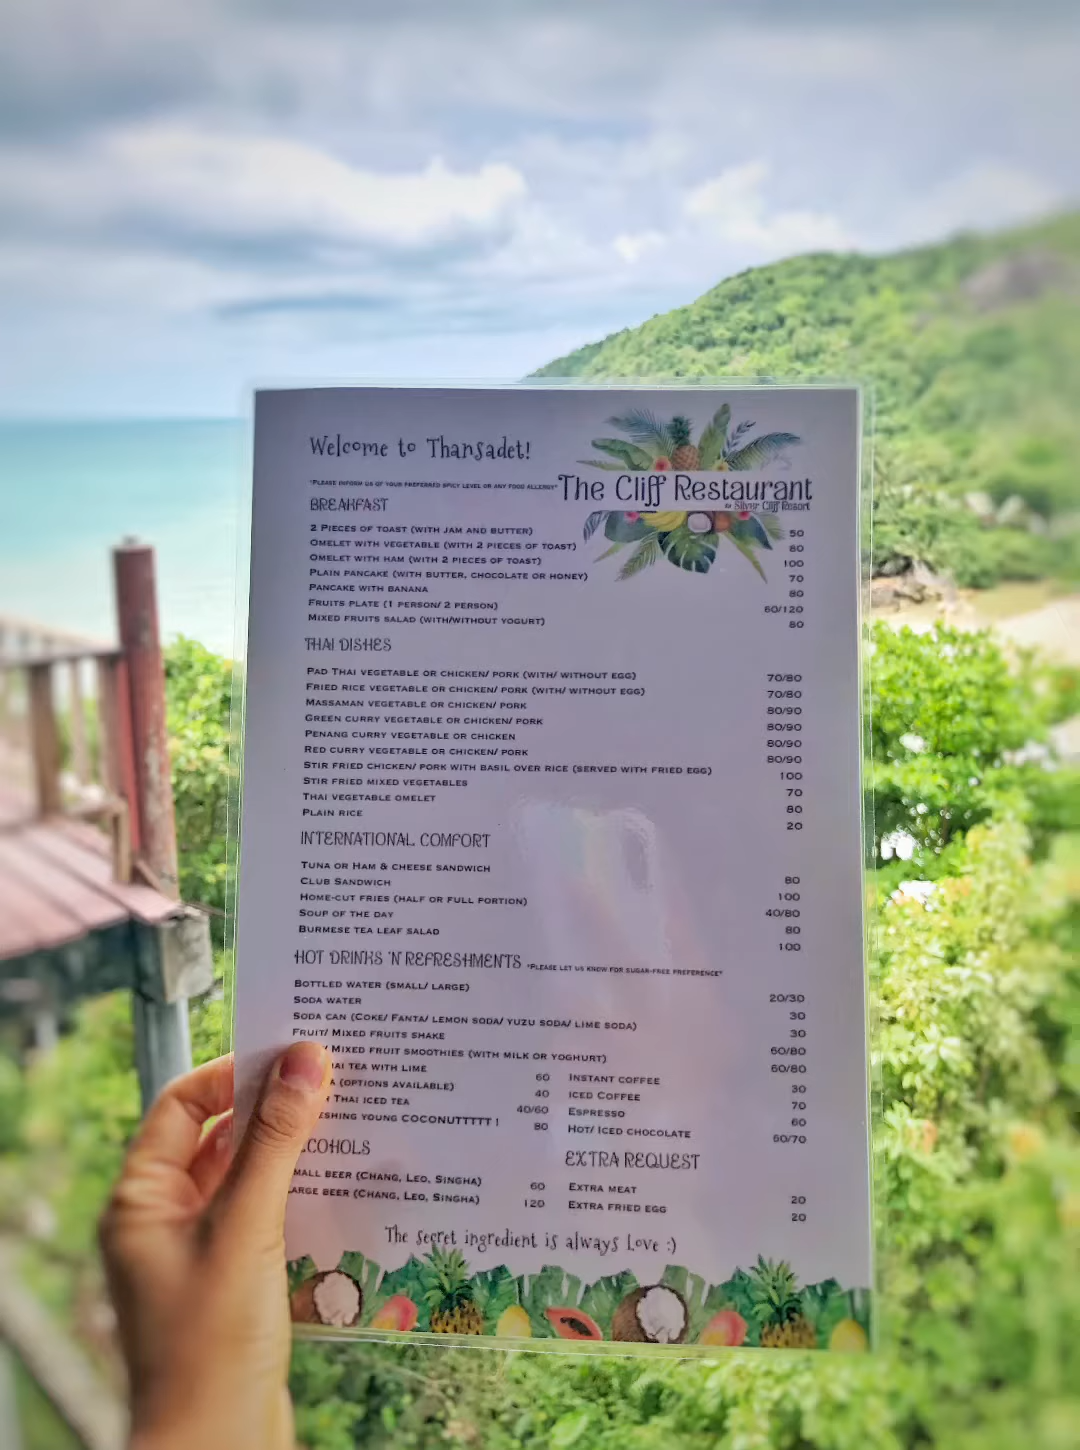 Welcome to Thansadet!
*PLEASE INFORM US OF YOUR PREFERRED SPICY LEVEL OR ANY FOOD ALLERGY*
The Cliff Restaurant
@ Silver Cliff Resort
BREAKFAST
2 PIECES OF TOAST (WITH JAM AND BUTTER) 50
OMELET WITH VEGETABLE (WITH 2 PIECES OF TOAST) 80
OMELET WITH HAM (WITH 2 PIECES OF TOAST) 100
PLAIN PANCAKE (WITH BUTTER, CHOCOLATE OR HONEY) 70
PANCAKE WITH BANANA 80
FRUITS PLATE (1 PERSON/ 2 PERSON) 60/120
MIXED FRUITS SALAD (WITH/WITHOUT YOGURT) 80
THAI DISHES
PAD THAI VEGETABLE OR CHICKEN/ PORK (WITH/ WITHOUT EGG) 70/80
FRIED RICE VEGETABLE OR CHICKEN/ PORK (WITH/ WITHOUT EGG) 70/80
MASSAMAN VEGETABLE OR CHICKEN/ PORK 80/90
GREEN CURRY VEGETABLE OR CHICKEN/ PORK 80/90
PENANG CURRY VEGETABLE OR CHICKEN 80/90
RED CURRY VEGETABLE OR CHICKEN/ PORK 80/90
STIR FRIED CHICKEN/ PORK WITH BASIL OVER RICE (SERVED WITH FRIED EGG) 100
STIR FRIED MIXED VEGETABLES 70
THAI VEGETABLE OMELET 80
PLAIN RICE 20
INTERNATIONAL COMFORT
TUNA OR HAM & CHEESE SANDWICH 80
CLUB SANDWICH 100
HOME-CUT FRIES (HALF OR FULL PORTION) 40/80
SOUP OF THE DAY 80
BURMESE TEA LEAF SALAD 100
HOT DRINKS 'N REFRESHMENTS *PLEASE LET US KNOW FOR SUGAR-FREE PREFERENCE*
BOTTLED WATER (SMALL/ LARGE) 20/30
SODA WATER 30
SODA CAN (COKE/ FANTA/ LEMON SODA/ YUZU SODA/ LIME SODA) 30
FRUIT/ MIXED FRUITS SHAKE 60/80
/ MIXED FRUIT SMOOTHIES (WITH MILK OR YOGHURT) 60/80
TEA WITH LIME 60 INSTANT COFFEE 30
(OPTIONS AVAILABLE) 40 ICED COFFEE 70
THAI ICED TEA 40/60 ESPRESSO 60
YOUNG COCONUTTTTT ! 80 HOT/ ICED CHOCOLATE 60/70
COHOLS
MALL BEER (CHANG, LEO, SINGHA) 60
LARGE BEER (CHANG, LEO, SINGHA) 120
EXTRA REQUEST
EXTRA MEAT 20
EXTRA FRIED EGG 20
The secret ingredient is always Love :)